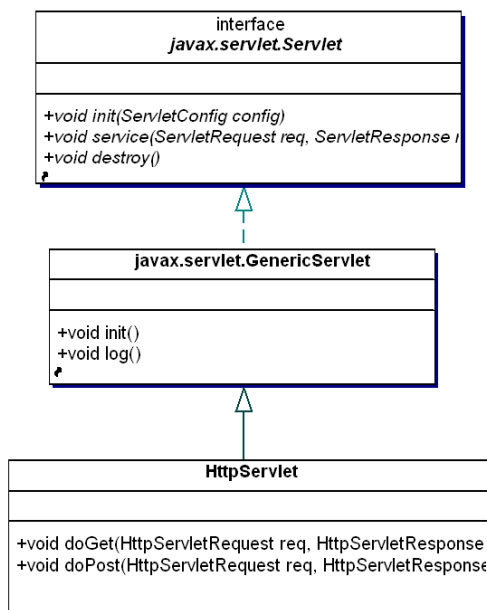 interface
javax.servlet.Servlet
+void init(ServletConfig config)
+void service(ServletRequest req, ServletResponse
+void destroy()
javax.servlet.GenericServlet
+void init()
+void log()
HttpServlet
+void doGet(HttpServletRequest req, HttpServletResponse
+void doPost(HttpServletRequest req, HttpServletResponse